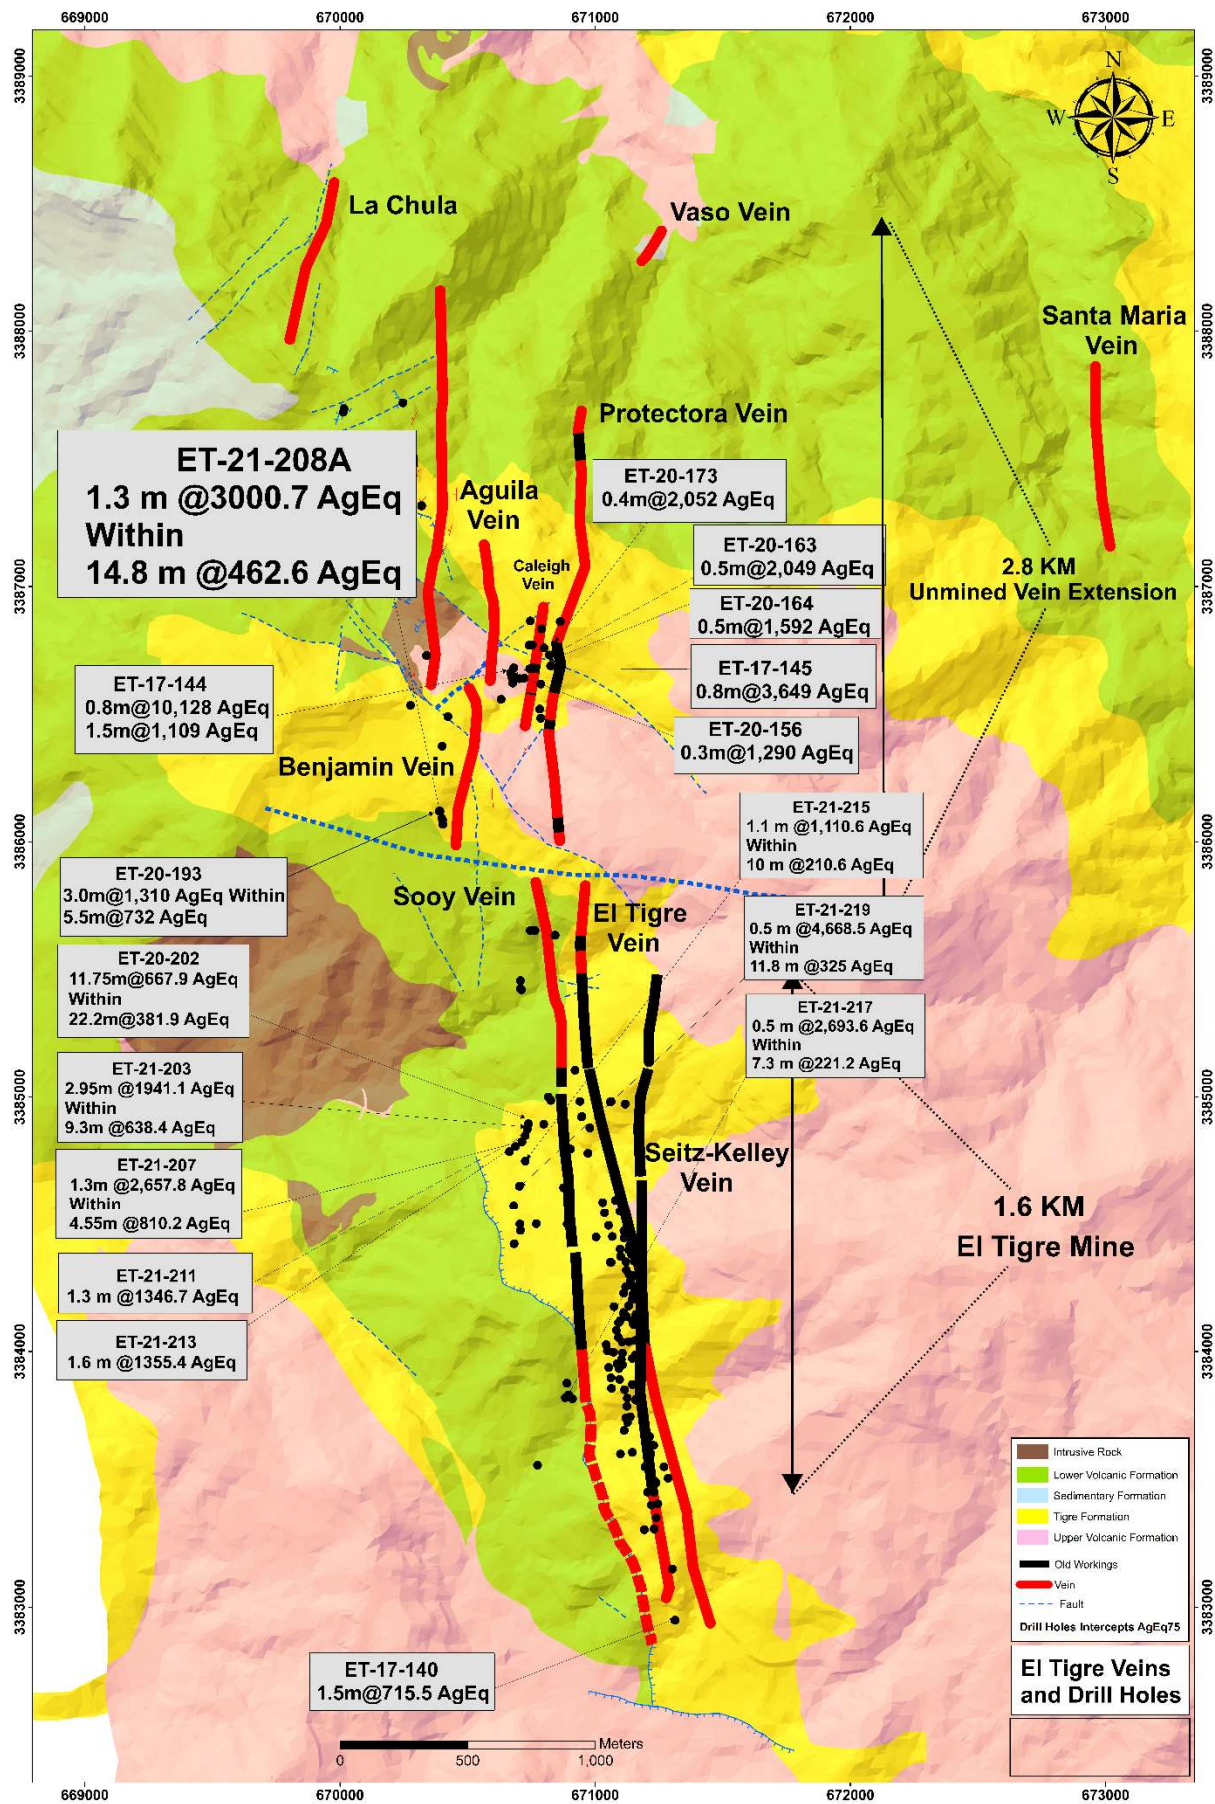 669000
670000
671000
672000
673000
3389000
3389000
N
W
E
S
La Chula
Vaso Vein
3388000
3388000
Santa Maria
Vein
Protectora Vein
ET-21-208A
1.3 m @3000.7 AgEq
Within
14.8 m @462.6 AgEq
Aguila
Vein
ET-20-173
0.4m@2,052 AgEq
ET-20-163
0.5m@2,049 AgEq
Caleigh
Vein
3387000
3387000
2.8 KM
Unmined Vein Extension
ET-20-164
0.5m@1,592 AgEq
ET-17-145
0.8m@3,649 AgEq
ET-17-144
0.8m@10,128 AgEq
1.5m@1,109 AgEq
ET-20-156
0.3m@1,290 AgEq
Benjamin Vein
ET-21-215
1.1 m @1,110.6 AgEq
Within
10 m @210.6 AgEq
3386000
3386000
ET-20-193
3.0m@1,310 AgEq Within
5.5m@732 AgEq
Sooy Vein
El Tigre
Vein
ET-21-219
0.5 m @4,668.5 AgEq
Within
11.8 m @325 AgEq
ET-20-202
11.75m@667.9 AgEq
Within
22.2m@381.9 AgEq
ET-21-217
0.5 m @2,693.6 AgEq
Within
7.3 m @221.2 AgEq
ET-21-203
2.95m @1941.1 AgEq
Within
9.3m @638.4 AgEq
3385000
3385000
Seitz-Kelley
Vein
ET-21-207
1.3m @2,657.8 AgEq
Within
4.55m @810.2 AgEq
1.6 KM
El Tigre Mine
ET-21-211
1.3 m @1346.7 AgEq
ET-21-213
1.6 m @1355.4 AgEq
3384000
3384000
Intrusive Rock
Lower Volcanic Formation
Sedimentary Formation
Tigre Formation
Upper Volcanic Formation
Old Workings
Vein
Fault
Drill Holes Intercepts AgEq75
3383000
3383000
El Tigre Veins
and Drill Holes
ET-17-140
1.5m@715.5 AgEq
Meters
0
500
1,000
669000
670000
671000
672000
673000